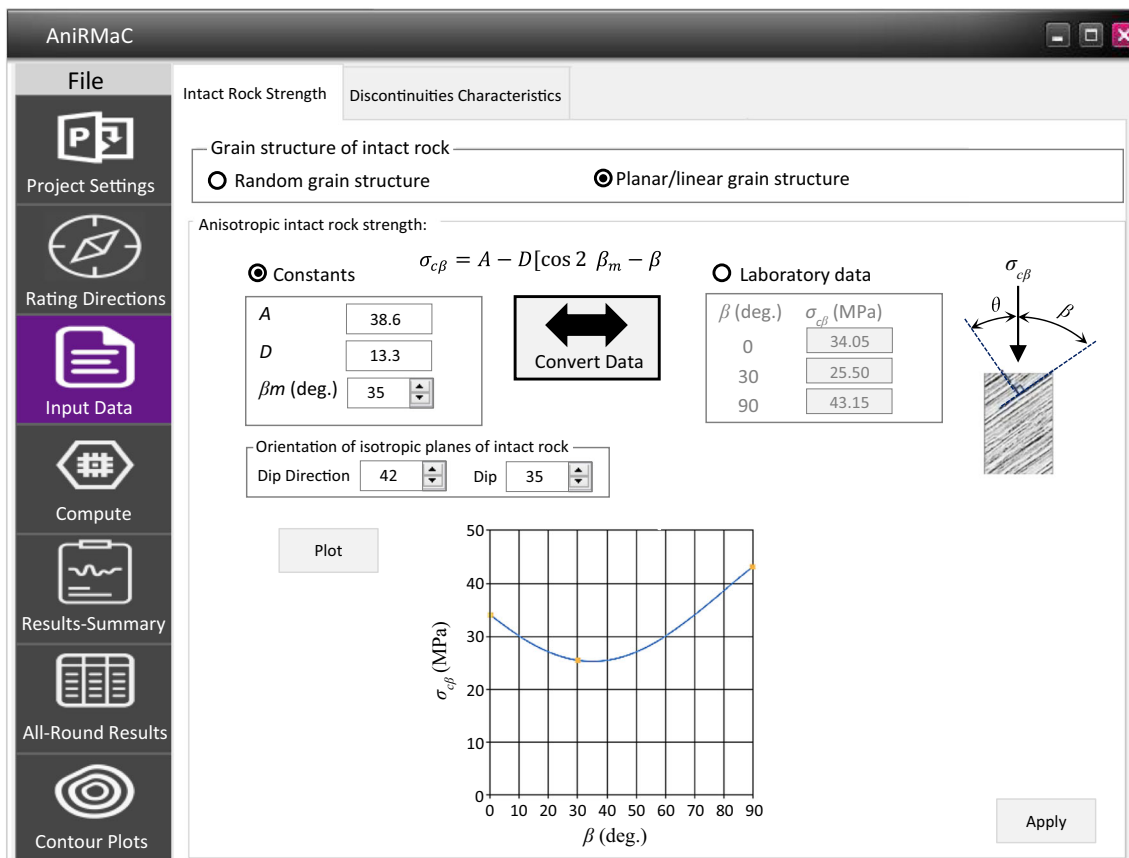 AniRMaC
File
Project Settings
Rating Directions
Input Data
Compute
Results-Summary
All-Round Results
Contour Plots
Intact Rock Strength
Discontinuities Characteristics
Grain structure of intact rock
Random grain structure
Planar/linear grain structure
Anisotropic intact rock strength:
Constants
σcβ = A − D[cos 2 βm − β
A 38.6
D 13.3
βm (deg.) 35
Convert Data
Laboratory data
β (deg.) σcβ (MPa)
0 34.05
30 25.50
90 43.15
σcβ
θ β
Orientation of isotropic planes of intact rock
Dip Direction 42 Dip 35
Plot
50
40
30
20
10
0
σcβ (MPa)
0 10 20 30 40 50 60 70 80 90
β (deg.)
Apply